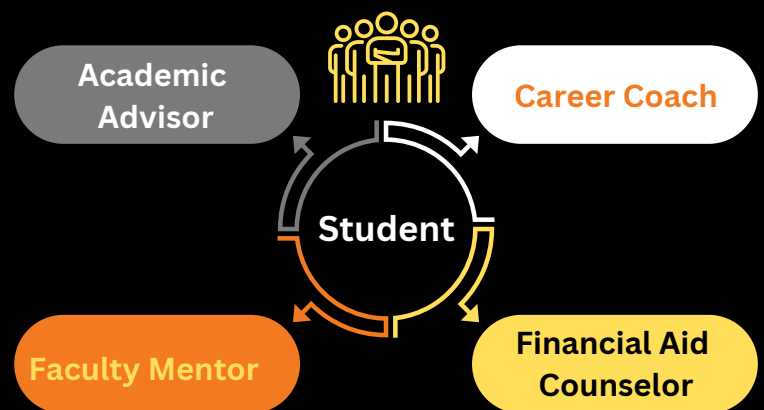 Academic
Advisor
Career Coach
Student
Faculty Mentor
Financial Aid
Counselor